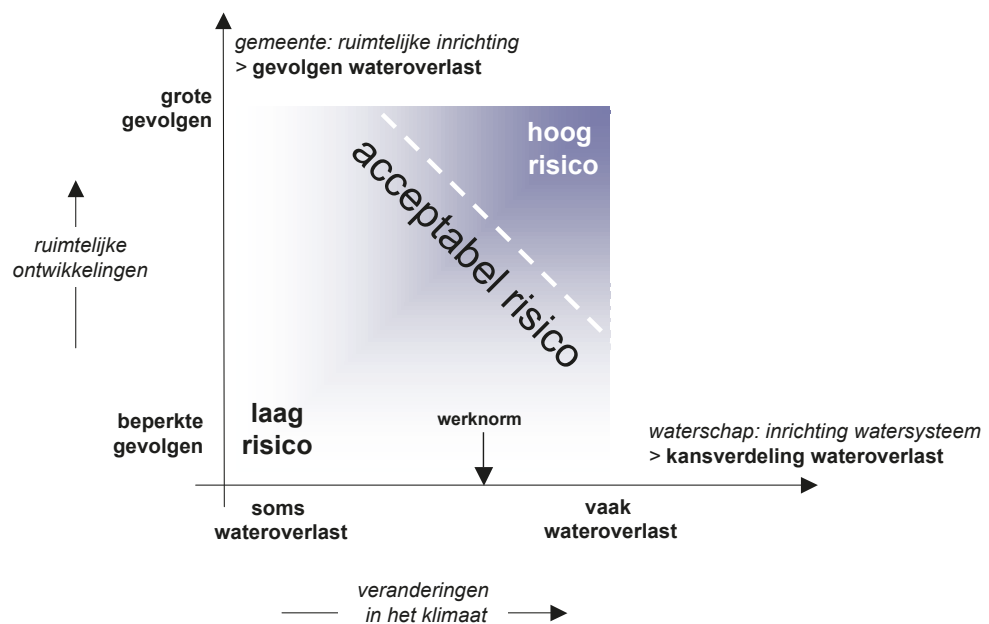 gemeente: ruimtelijke inrichting
> gevolgen wateroverlast
grote
gevolgen
hoog
risico
acceptabel risico
ruimtelijke
ontwikkelingen
beperkte
gevolgen
laag
risico
werknorm
waterschap: inrichting watersysteem
> kansverdeling wateroverlast
soms
wateroverlast
vaak
wateroverlast
veranderingen
in het klimaat